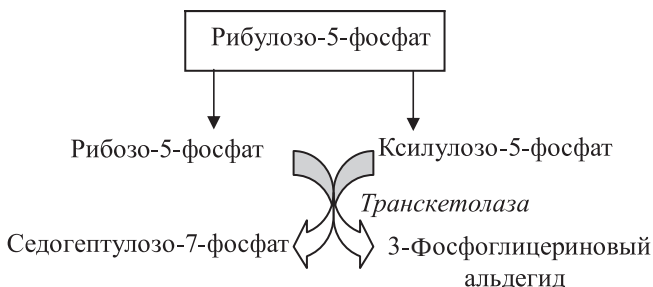 Рибулозо-5-фосфат
Рибозо-5-фосфат
Ксилулозо-5-фосфат
Транскетолаза
Седогептулозо-7-фосфат
3-Фосфоглицериновый
альдегид